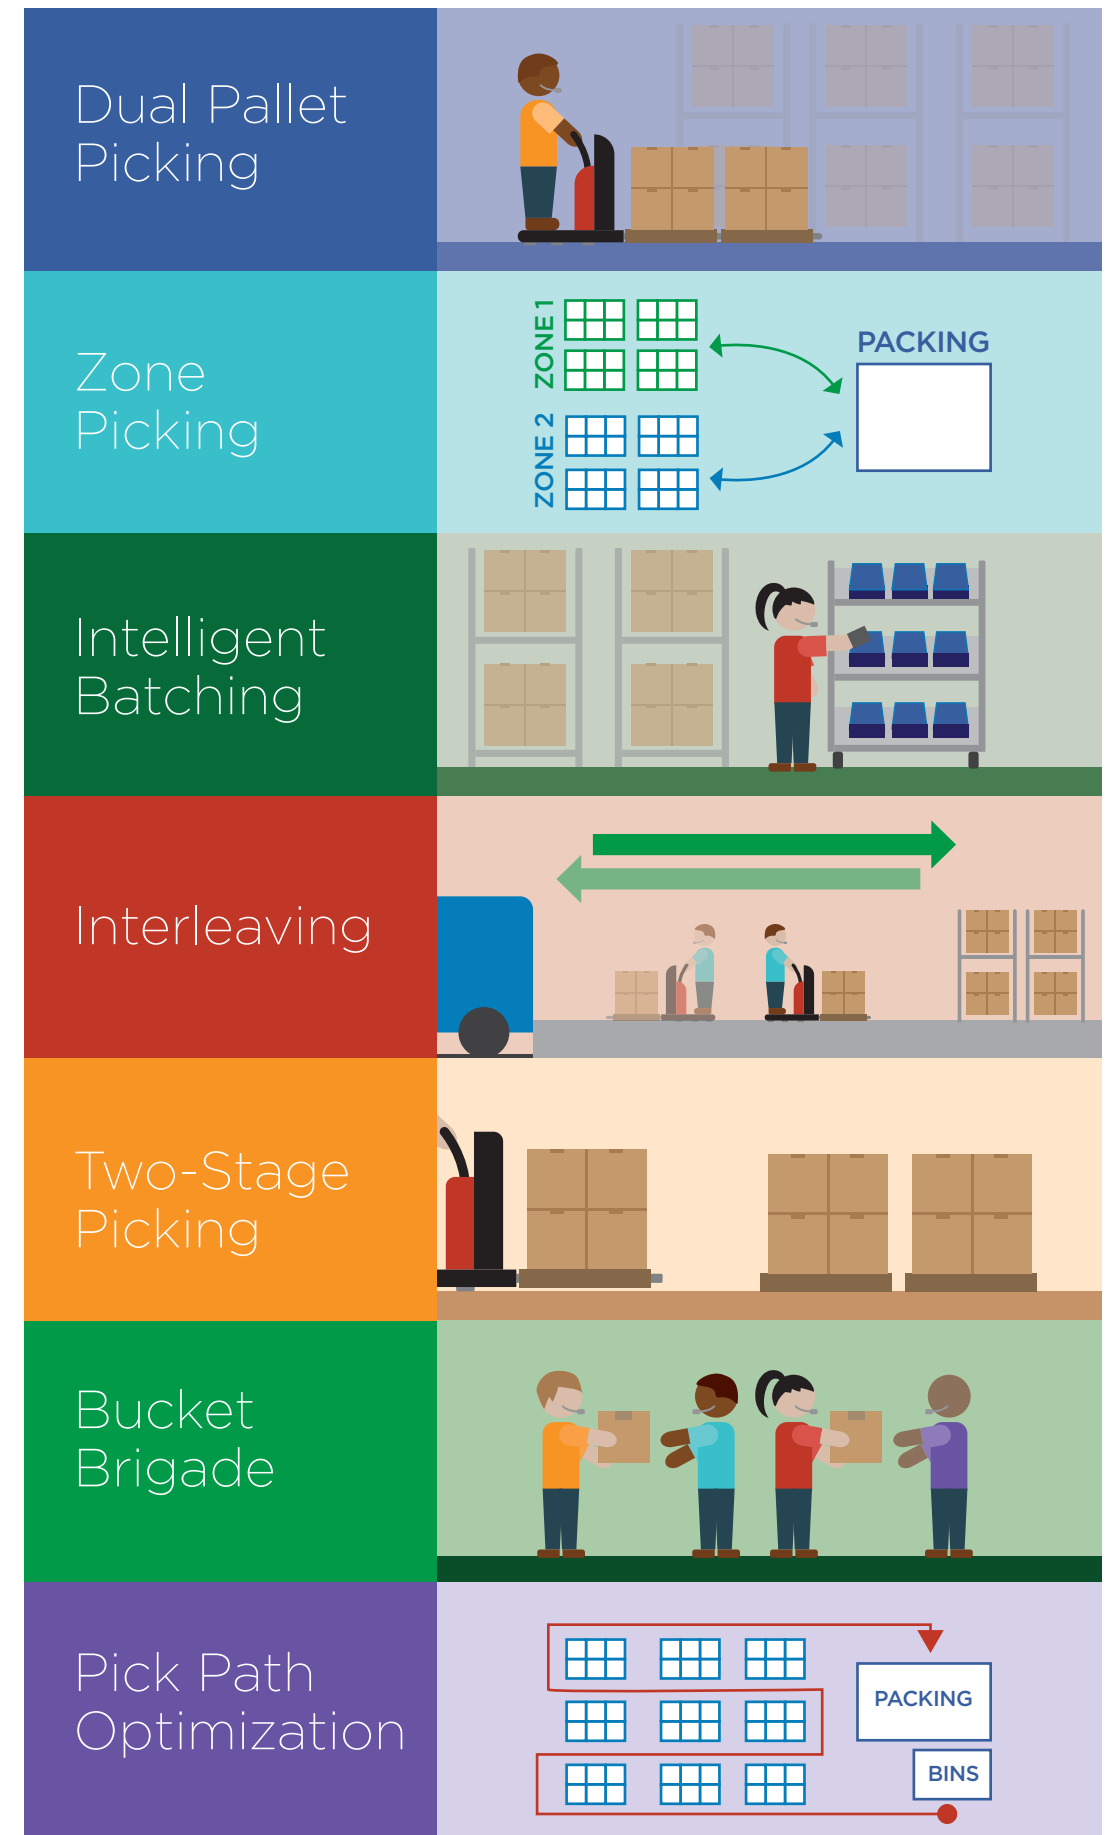 Dual Pallet
Picking
Zone
Picking
ZONE 1
ZONE 2
PACKING
Intelligent
Batching
Interleaving
Two-Stage
Picking
Bucket
Brigade
Pick Path
Optimization
PACKING
BINS